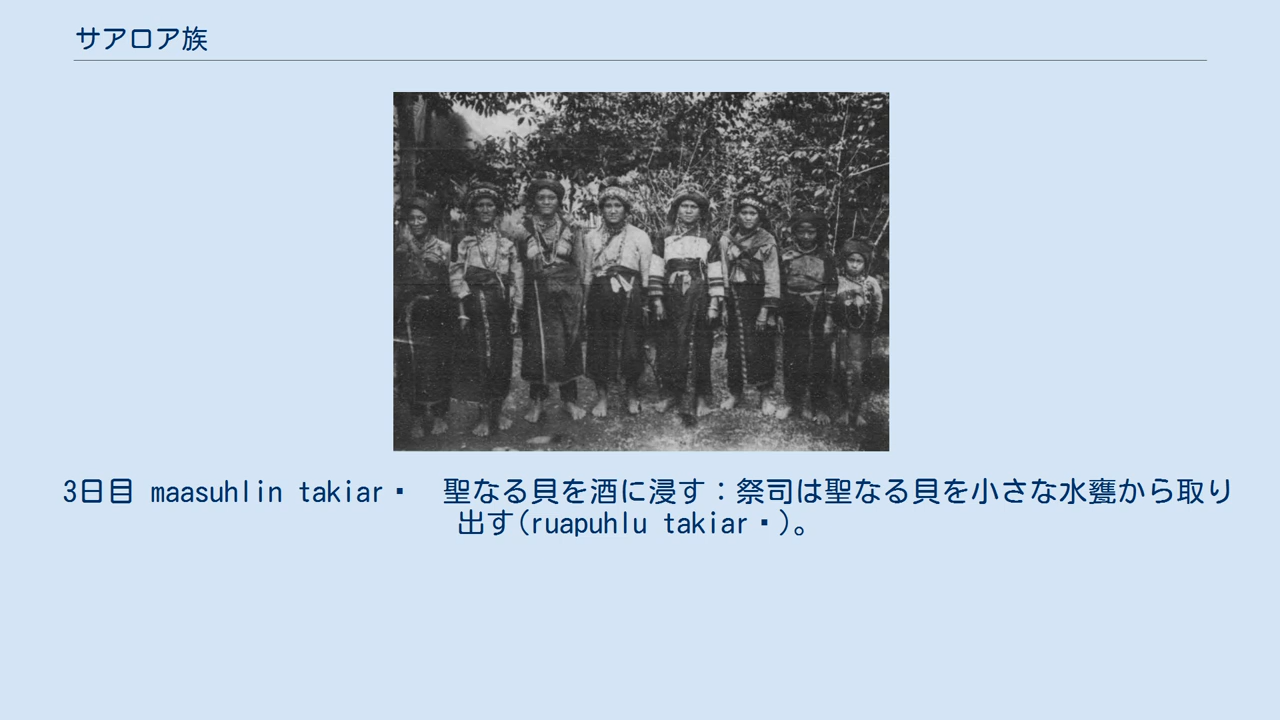 サアロア族
3日目 maasuhlin takiar▪　聖なる貝を酒に浸す：祭司は聖なる貝を小さな水甕から取り
出す(ruapuhlu takiar▪)。